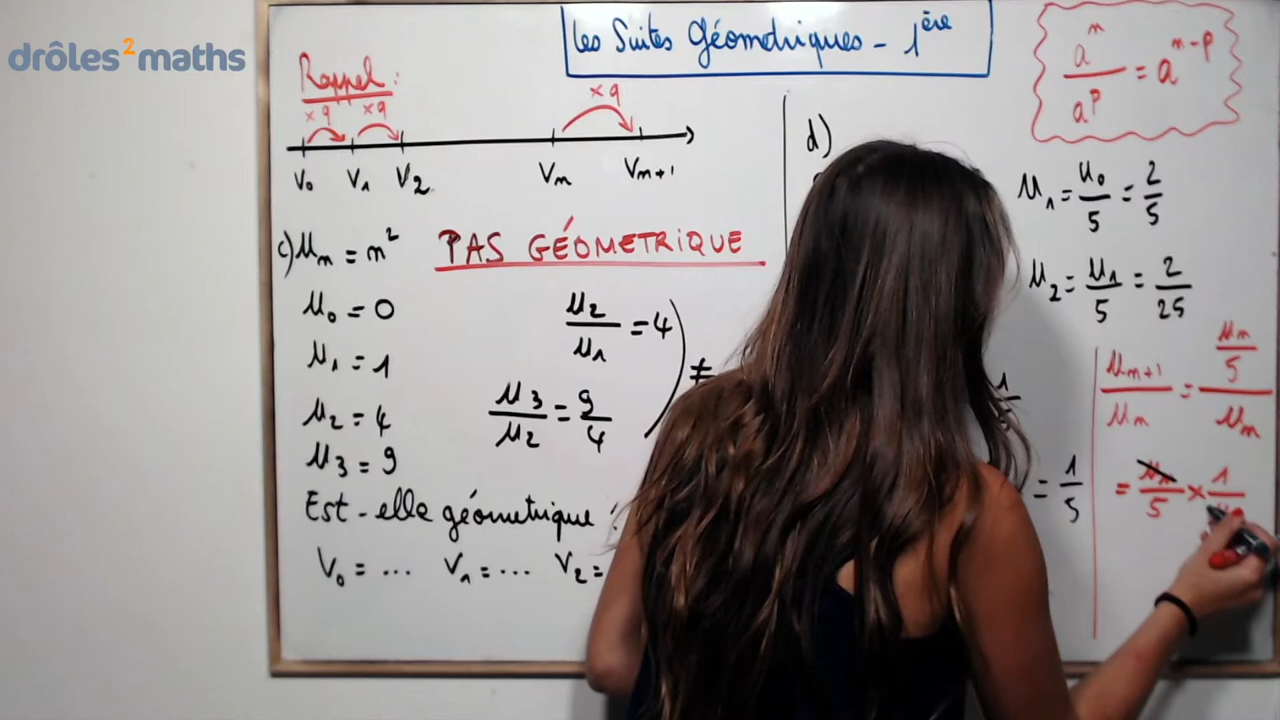 drôles2maths
Les Suites Géométriques - 1ère
a^n / a^p = a^(n-p)
Rappel :
×q ×q ×q
V0 V1 V2 Vn Vn+1
c) Un = n²
PAS GÉOMETRIQUE
U0 = 0
U1 = 1
U2 = 4
U3 = 9
U2/U1 = 4
U3/U2 = 9/4
≠
Est-elle géométrique :
V0 = ... V1 = ... V2 =
d)
U1 = U0/5 = 2/5
U2 = U1/5 = 2/25
= 1/5
Un+1/Un = (Un/5)/Un
= Un/5 × 1/